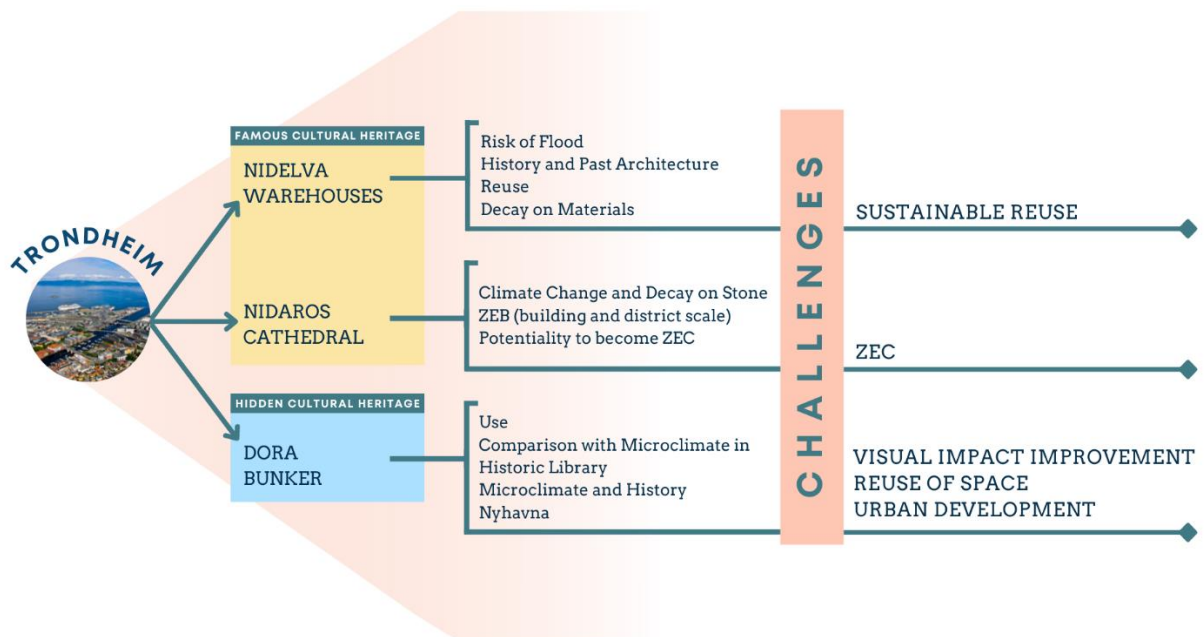 TRONDHEIM
FAMOUS CULTURAL HERITAGE
NIDELVA
WAREHOUSES
Risk of Flood
History and Past Architecture
Reuse
Decay on Materials
SUSTAINABLE REUSE
NIDAROS
CATHEDRAL
Climate Change and Decay on Stone
ZEB (building and district scale)
Potentiality to become ZEC
ZEC
HIDDEN CULTURAL HERITAGE
DORA
BUNKER
Use
Comparison with Microclimate in
Historic Library
Microclimate and History
Nyhavna
VISUAL IMPACT IMPROVEMENT
REUSE OF SPACE
URBAN DEVELOPMENT
CHALLENGES